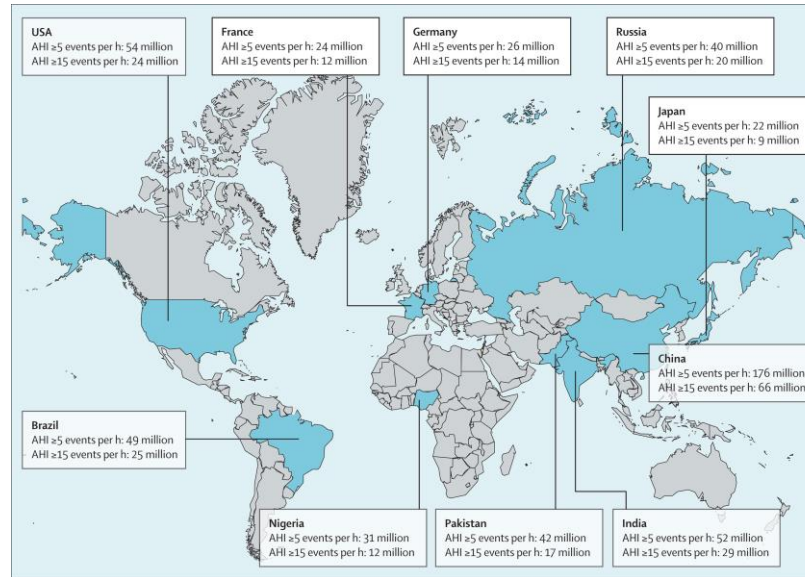 USA
AHI ≥5 events per h: 54 million
AHI ≥15 events per h: 24 million
France
AHI ≥5 events per h: 24 million
AHI ≥15 events per h: 12 million
Germany
AHI ≥5 events per h: 26 million
AHI ≥15 events per h: 14 million
Russia
AHI ≥5 events per h: 40 million
AHI ≥15 events per h: 20 million
Japan
AHI ≥5 events per h: 22 million
AHI ≥15 events per h: 9 million
China
AHI ≥5 events per h: 176 million
AHI ≥15 events per h: 66 million
Brazil
AHI ≥5 events per h: 49 million
AHI ≥15 events per h: 25 million
Nigeria
AHI ≥5 events per h: 31 million
AHI ≥15 events per h: 12 million
Pakistan
AHI ≥5 events per h: 42 million
AHI ≥15 events per h: 17 million
India
AHI ≥5 events per h: 52 million
AHI ≥15 events per h: 29 million